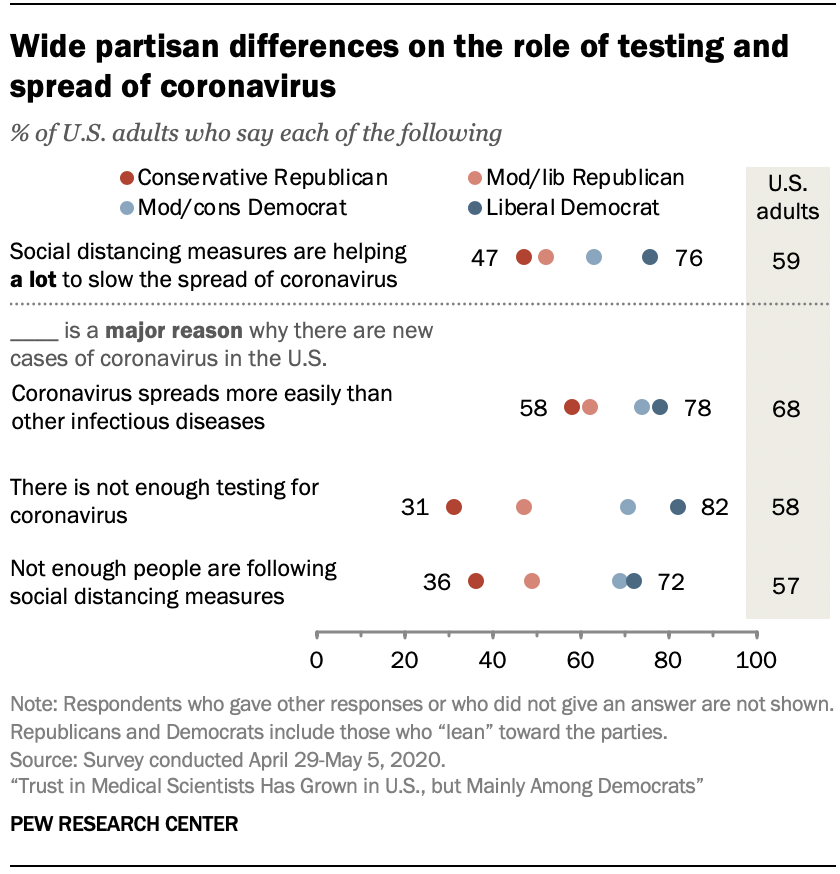 Wide partisan differences on the role of testing and
spread of coronavirus
% of U.S. adults who say each of the following
Conservative Republican Mod/lib Republican
Mod/cons Democrat Liberal Democrat
U.S.
adults
Social distancing measures are helping
a lot to slow the spread of coronavirus
47 76 59
____ is a major reason why there are new
cases of coronavirus in the U.S.
Coronavirus spreads more easily than
other infectious diseases
58 78 68
There is not enough testing for
coronavirus
31 82 58
Not enough people are following
social distancing measures
36 72 57
0 20 40 60 80 100
Note: Respondents who gave other responses or who did not give an answer are not shown.
Republicans and Democrats include those who “lean” toward the parties.
Source: Survey conducted April 29-May 5, 2020.
“Trust in Medical Scientists Has Grown in U.S., but Mainly Among Democrats”
PEW RESEARCH CENTER